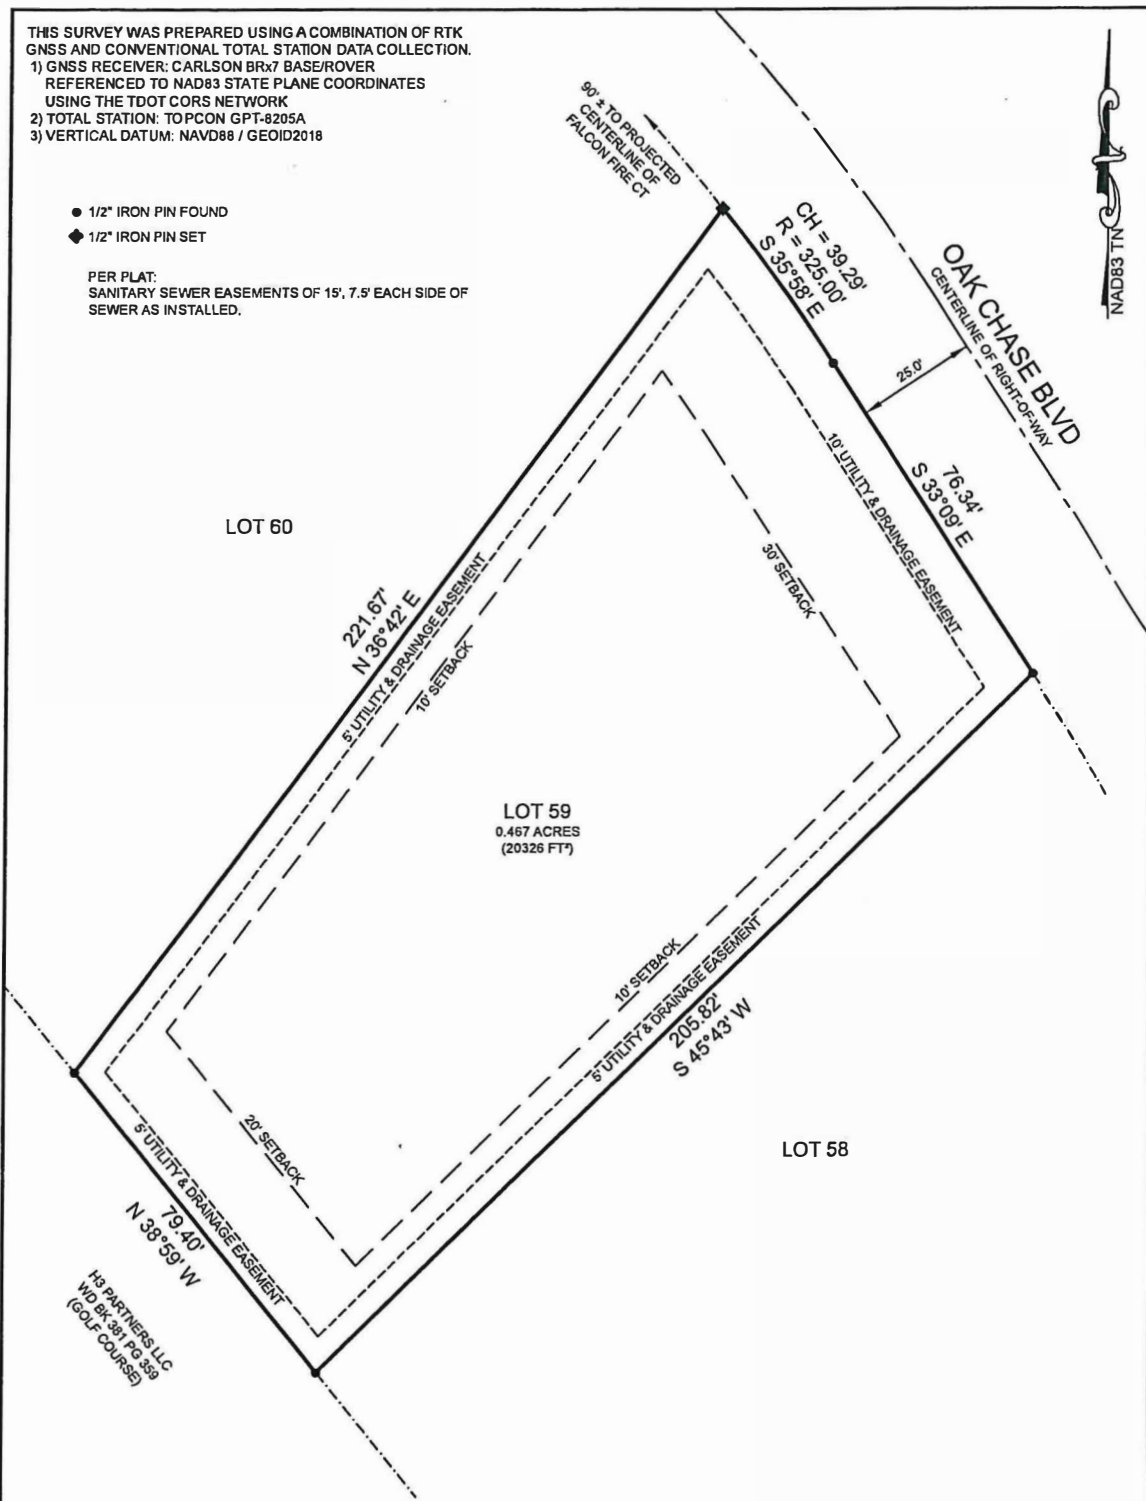 THIS SURVEY WAS PREPARED USING A COMBINATION OF RTK
GNSS AND CONVENTIONAL TOTAL STATION DATA COLLECTION.
1) GNSS RECEIVER: CARLSON BRx7 BASE/ROVER
REFERENCED TO NAD83 STATE PLANE COORDINATES
USING THE TDOT CORS NETWORK
2) TOTAL STATION: TOPCON GPT-8205A
3) VERTICAL DATUM: NAVD88 / GEOID2018
1/2" IRON PIN FOUND
1/2" IRON PIN SET
PER PLAT:
SANITARY SEWER EASEMENTS OF 15', 7.5' EACH SIDE OF
SEWER AS INSTALLED.
90' ± TO PROJECTED
CENTERLINE OF
FALCON FIRE CT
CH = 39.29'
R = 325.00'
S 35°58' E
OAK CHASE BLVD
CENTERLINE OF RIGHT-OF-WAY
NAD83 TN
25.0'
76.34'
S 33°09' E
10' UTILITY & DRAINAGE EASEMENT
30' SETBACK
LOT 60
221.67'
N 36°42' E
5' UTILITY & DRAINAGE EASEMENT
10' SETBACK
LOT 59
0.467 ACRES
(20326 FT²)
10' SETBACK
5' UTILITY & DRAINAGE EASEMENT
205.82'
S 45°43' W
LOT 58
20' SETBACK
5' UTILITY & DRAINAGE EASEMENT
79.40'
N 38°59' W
H3 PARTNERS LLC
WD BK 381 PG 359
(GOLF COURSE)